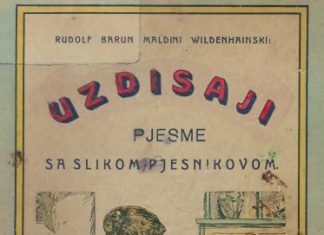 RUDOLF BARUN MALDINI WILDENHAINSKI:
UZDISAJI
PJESME
SA SLIKOM PJESNIKOVOM.